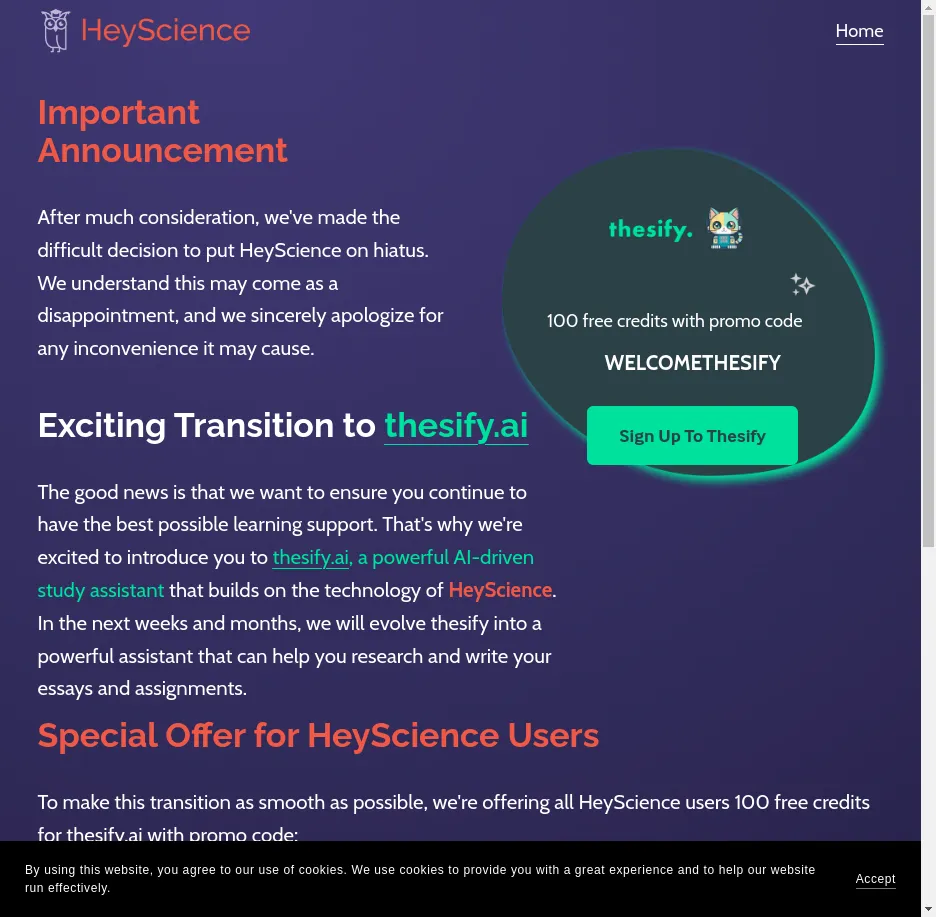 HeyScience
Home
Important
Announcement
After much consideration, we've made the
difficult decision to put HeyScience on hiatus.
We understand this may come as a
disappointment, and we sincerely apologize for
any inconvenience it may cause.
thesify.
100 free credits with promo code
WELCOMETHESIFY
Sign Up To Thesify
Exciting Transition to thesify.ai
The good news is that we want to ensure you continue to
have the best possible learning support. That's why we're
excited to introduce you to thesify.ai, a powerful AI-driven
study assistant that builds on the technology of HeyScience.
In the next weeks and months, we will evolve thesify into a
powerful assistant that can help you research and write your
essays and assignments.
Special Offer for HeyScience Users
To make this transition as smooth as possible, we're offering all HeyScience users 100 free credits
for thesify.ai with promo code:
By using this website, you agree to our use of cookies. We use cookies to provide you with a great experience and to help our website
run effectively.
Accept